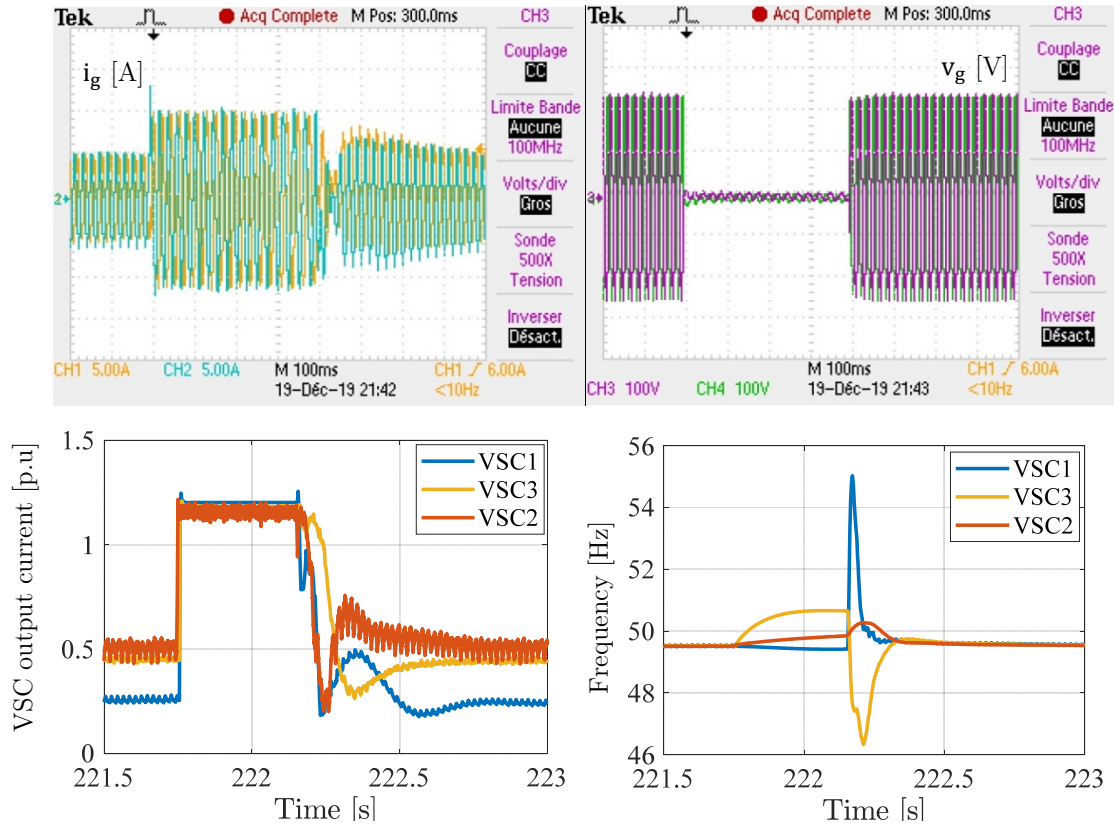 Tek Acq Complete M Pos: 300.0ms CH3
Couplage
CC
Limite Bande
Aucune
100MHz
Volts/div
Gros
Sonde
500X
Tension
Inverser
Désact.
i_g [A]
2
CH1 5.00A CH2 5.00A M 100ms CH1 6.00A
19-Déc-19 21:42 <10Hz
Tek Acq Complete M Pos: 300.0ms CH3
Couplage
CC
Limite Bande
Aucune
100MHz
Volts/div
Gros
Sonde
500X
Tension
Inverser
Désact.
v_g [V]
3
CH3 100V CH4 100V M 100ms CH1 6.00A
19-Déc-19 21:43 <10Hz
VSC output current [p.u]
1.5
1
0.5
0
VSC1
VSC3
VSC2
221.5 222 222.5 223
Time [s]
Frequency [Hz]
56
54
52
50
48
46
VSC1
VSC3
VSC2
221.5 222 222.5 223
Time [s]